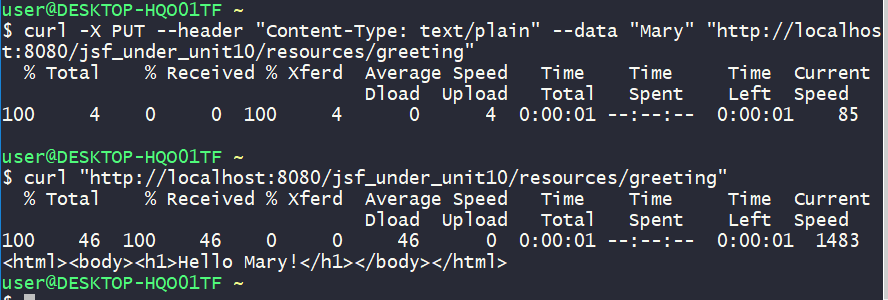 user@DESKTOP-HQO01TF ~
$ curl -X PUT --header "Content-Type: text/plain" --data "Mary" "http://localhos
t:8080/jsf_under_unit10/resources/greeting"
  % Total    % Received % Xferd  Average Speed   Time    Time     Time  Current
                                 Dload  Upload   Total   Spent    Left  Speed
100     4    0     0  100     4      0      4  0:00:01 --:--:--  0:00:01    85

user@DESKTOP-HQO01TF ~
$ curl "http://localhost:8080/jsf_under_unit10/resources/greeting"
  % Total    % Received % Xferd  Average Speed   Time    Time     Time  Current
                                 Dload  Upload   Total   Spent    Left  Speed
100    46  100    46    0     0     46      0  0:00:01 --:--:--  0:00:01  1483
<html><body><h1>Hello Mary!</h1></body></html>
user@DESKTOP-HQO01TF ~
$